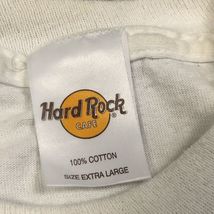 Hard Rock
CAFE
100% COTTON
SIZE EXTRA LARGE